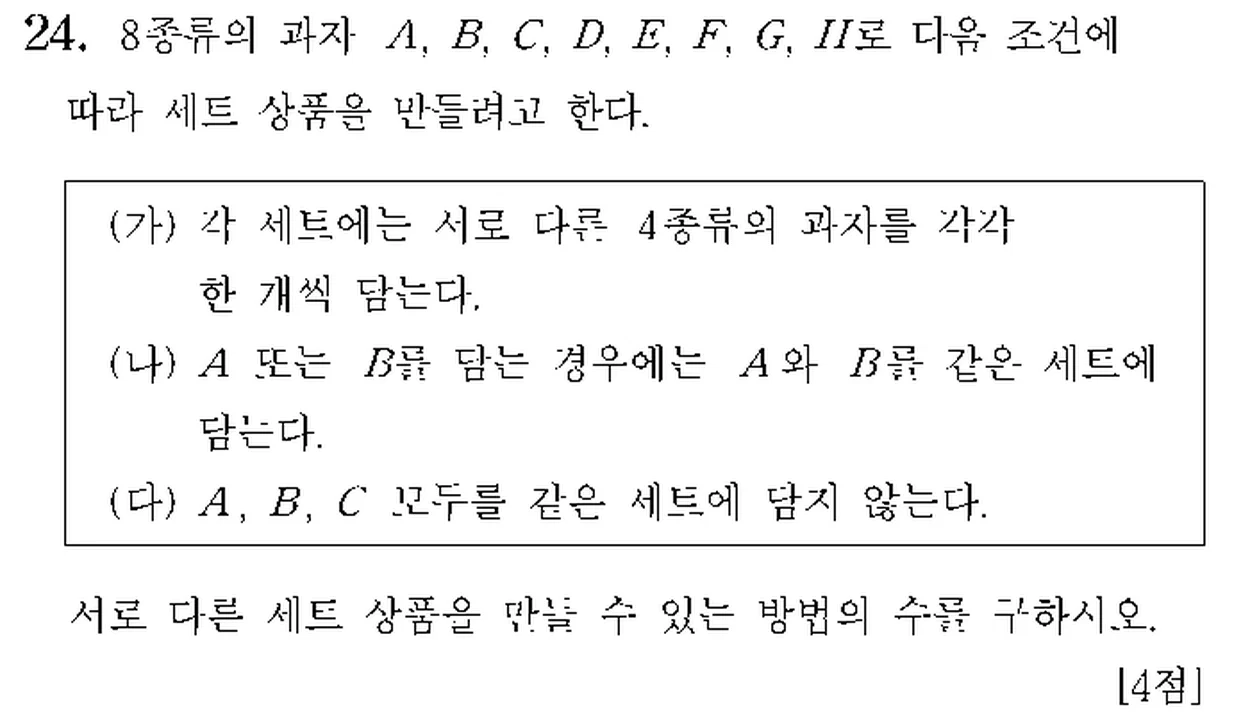 24. 8종류의 과자 A, B, C, D, E, F, G, H로 다음 조건에
따라 세트 상품을 만들려고 한다.
(가) 각 세트에는 서로 다른 4종류의 과자를 각각
한 개씩 담는다.
(나) A 또는 B를 담는 경우에는 A와 B를 같은 세트에
담는다.
(다) A, B, C 모두를 같은 세트에 담지 않는다.
서로 다른 세트 상품을 만들 수 있는 방법의 수를 구하시오.
[4점]